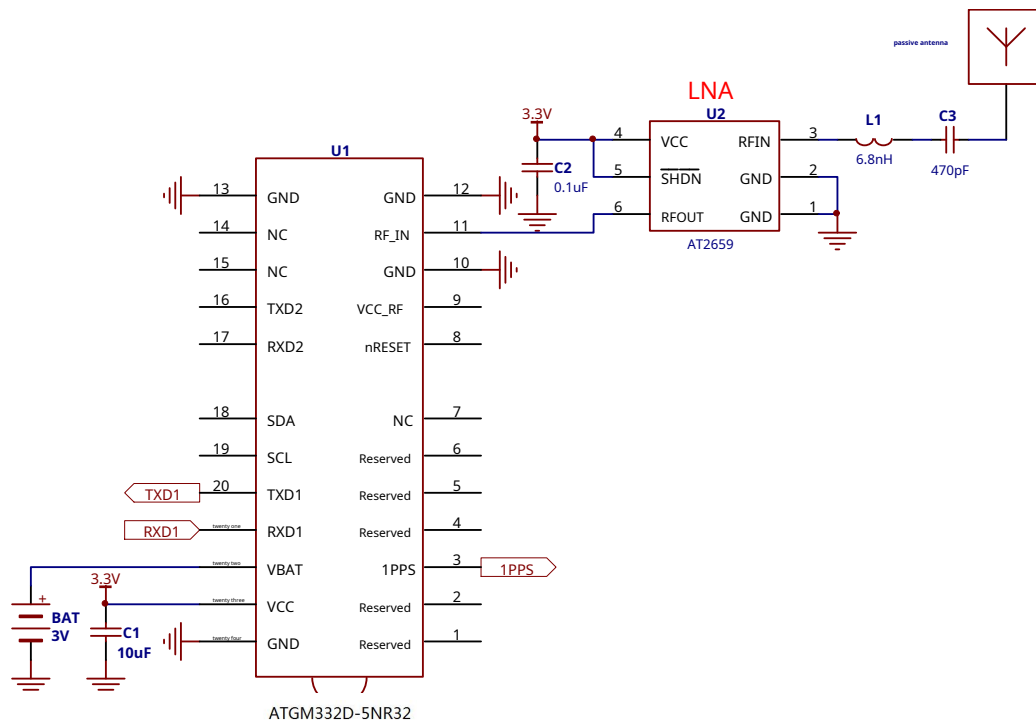 passive antenna
LNA
U2
3.3V
4 VCC RFIN 3
5 SHDN GND 2
6 RFOUT GND 1
AT2659
C2
0.1uF
L1
6.8nH
C3
470pF
U1
13 GND GND 12
14 NC RF_IN 11
15 NC GND 10
16 TXD2 VCC_RF 9
17 RXD2 nRESET 8
18 SDA NC 7
19 SCL Reserved 6
TXD1 20 TXD1 Reserved 5
RXD1 twenty one RXD1 Reserved 4
twenty two VBAT 1PPS 3 1PPS
3.3V
twenty three VCC Reserved 2
twenty four GND Reserved 1
+
BAT
3V
C1
10uF
ATGM332D-5NR32